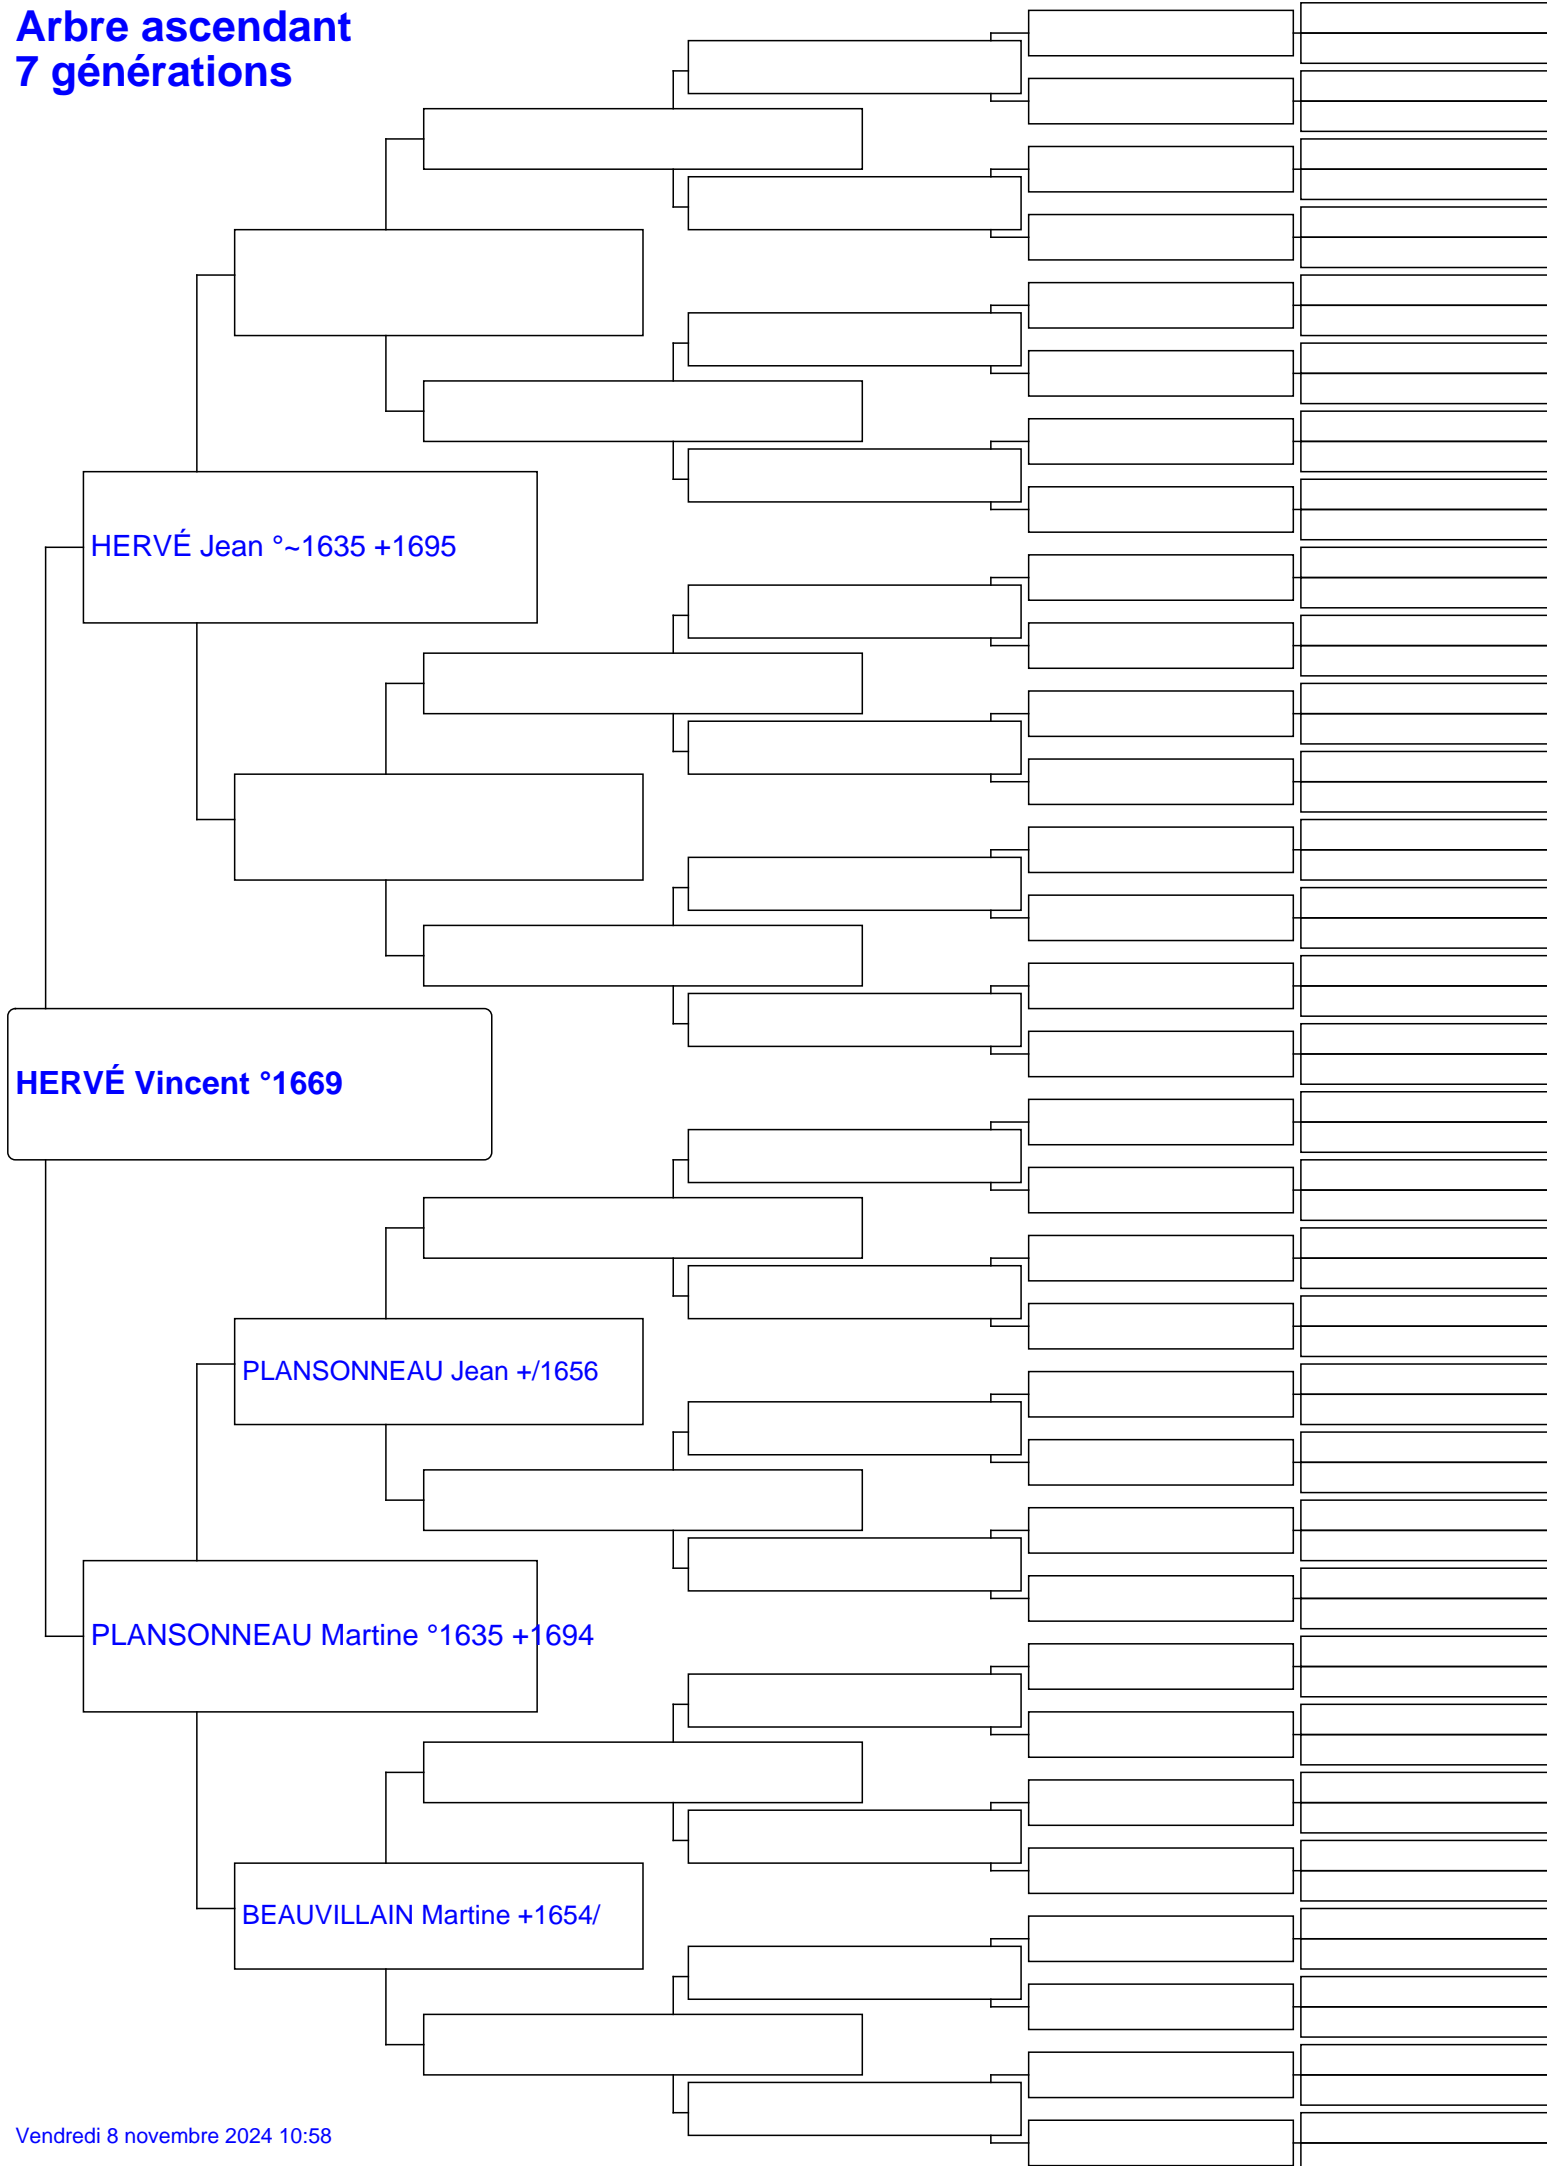 Arbre ascendant
7 générations
HERVÉ Jean °~1635 +1695
HERVÉ Vincent °1669
PLANSONNEAU Jean +/1656
PLANSONNEAU Martine °1635 +1694
BEAUVILLAIN Martine +1654/
Vendredi 8 novembre 2024 10:58